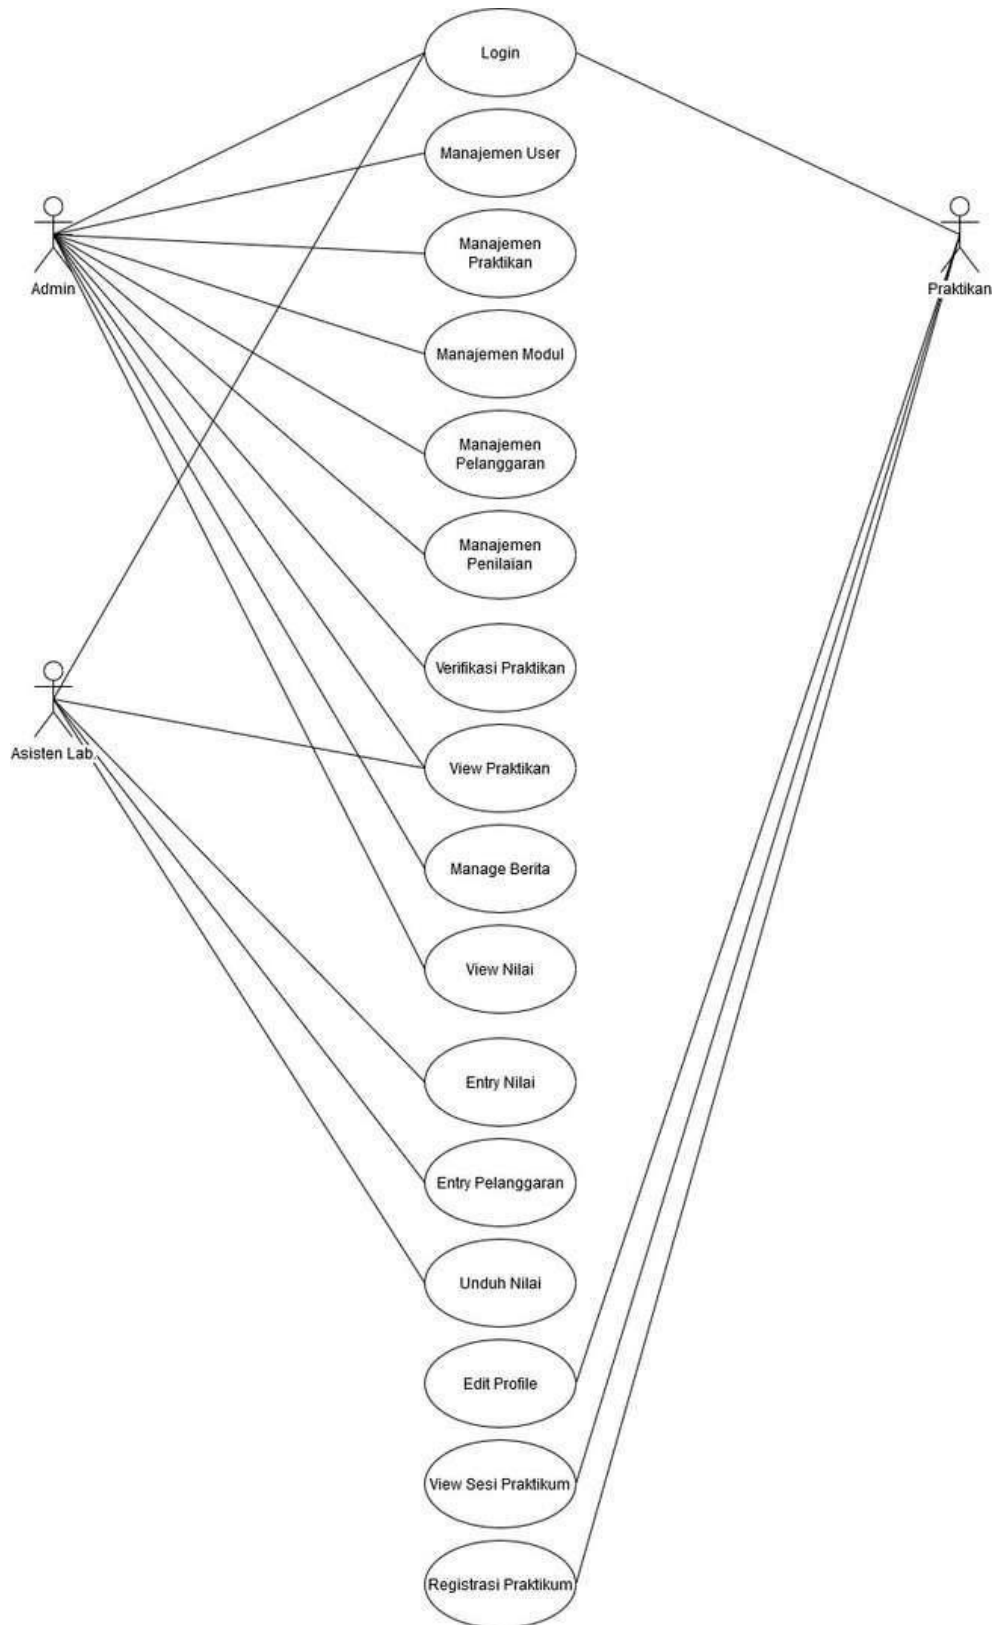 Login
Manajemen User
Manajemen
Praktikan
Admin
Praktikan
Manajemen Modul
Manajemen
Pelanggaran
Manajemen
Penilaian
Verifikasi Praktikan
Asisten Lab.
View Praktikan
Manage Berita
View Nilai
Entry Nilai
Entry Pelanggaran
Unduh Nilai
Edit Profile
View Sesi Praktikum
Registrasi Praktikum